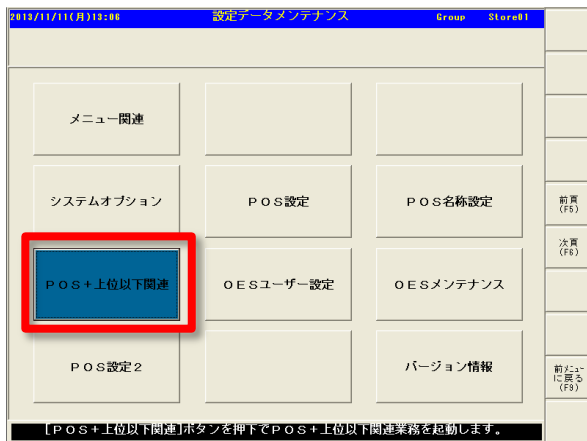 2013/11/11(月)13:06 設定データメンテナンス Group Store01
メニュー関連
システムオプション POS設定 POS名称設定
前頁
(F5)
次頁
(F6)
POS+上位以下関連 OESユーザー設定 OESメンテナンス
POS設定2 バージョン情報
前メニュー
に戻る
(F9)
[POS+上位以下関連]ボタンを押下でPOS+上位以下関連業務を起動します。